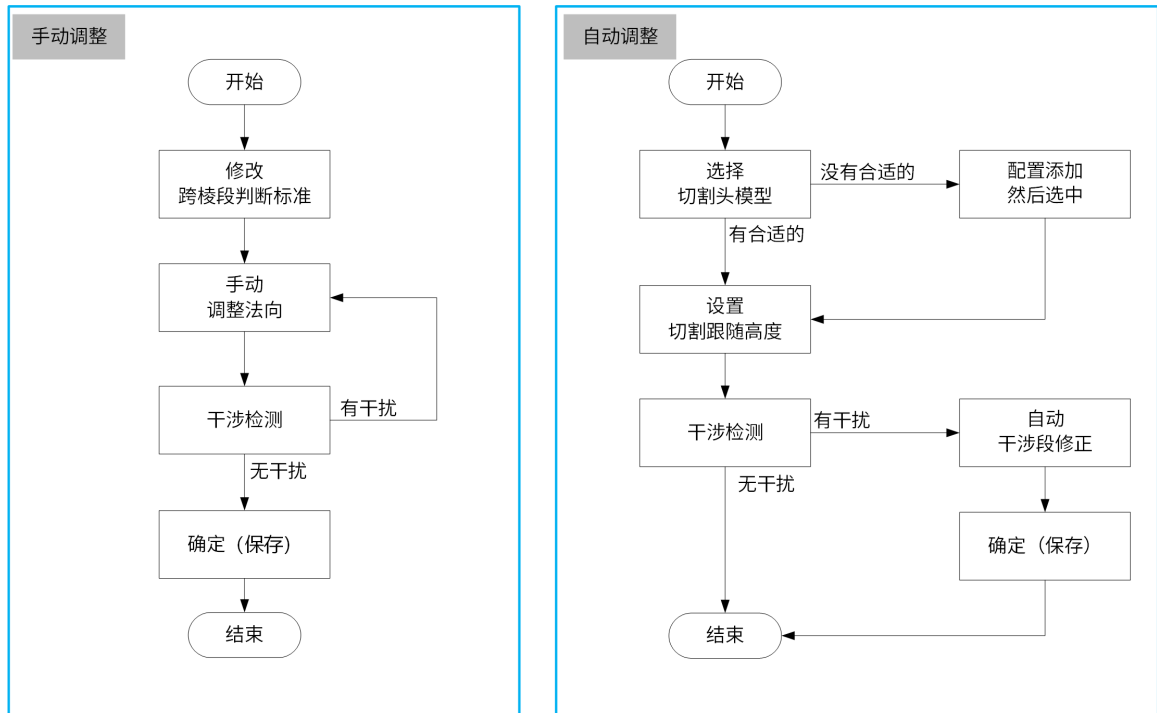 手动调整
开始
修改
跨棱段判断标准
手动
调整法向
干涉检测
有干扰
无干扰
确定（保存）
结束
自动调整
开始
选择
切割头模型
没有合适的
配置添加
然后选中
有合适的
设置
切割跟随高度
干涉检测
有干扰
自动
干涉段修正
无干扰
确定（保存）
结束